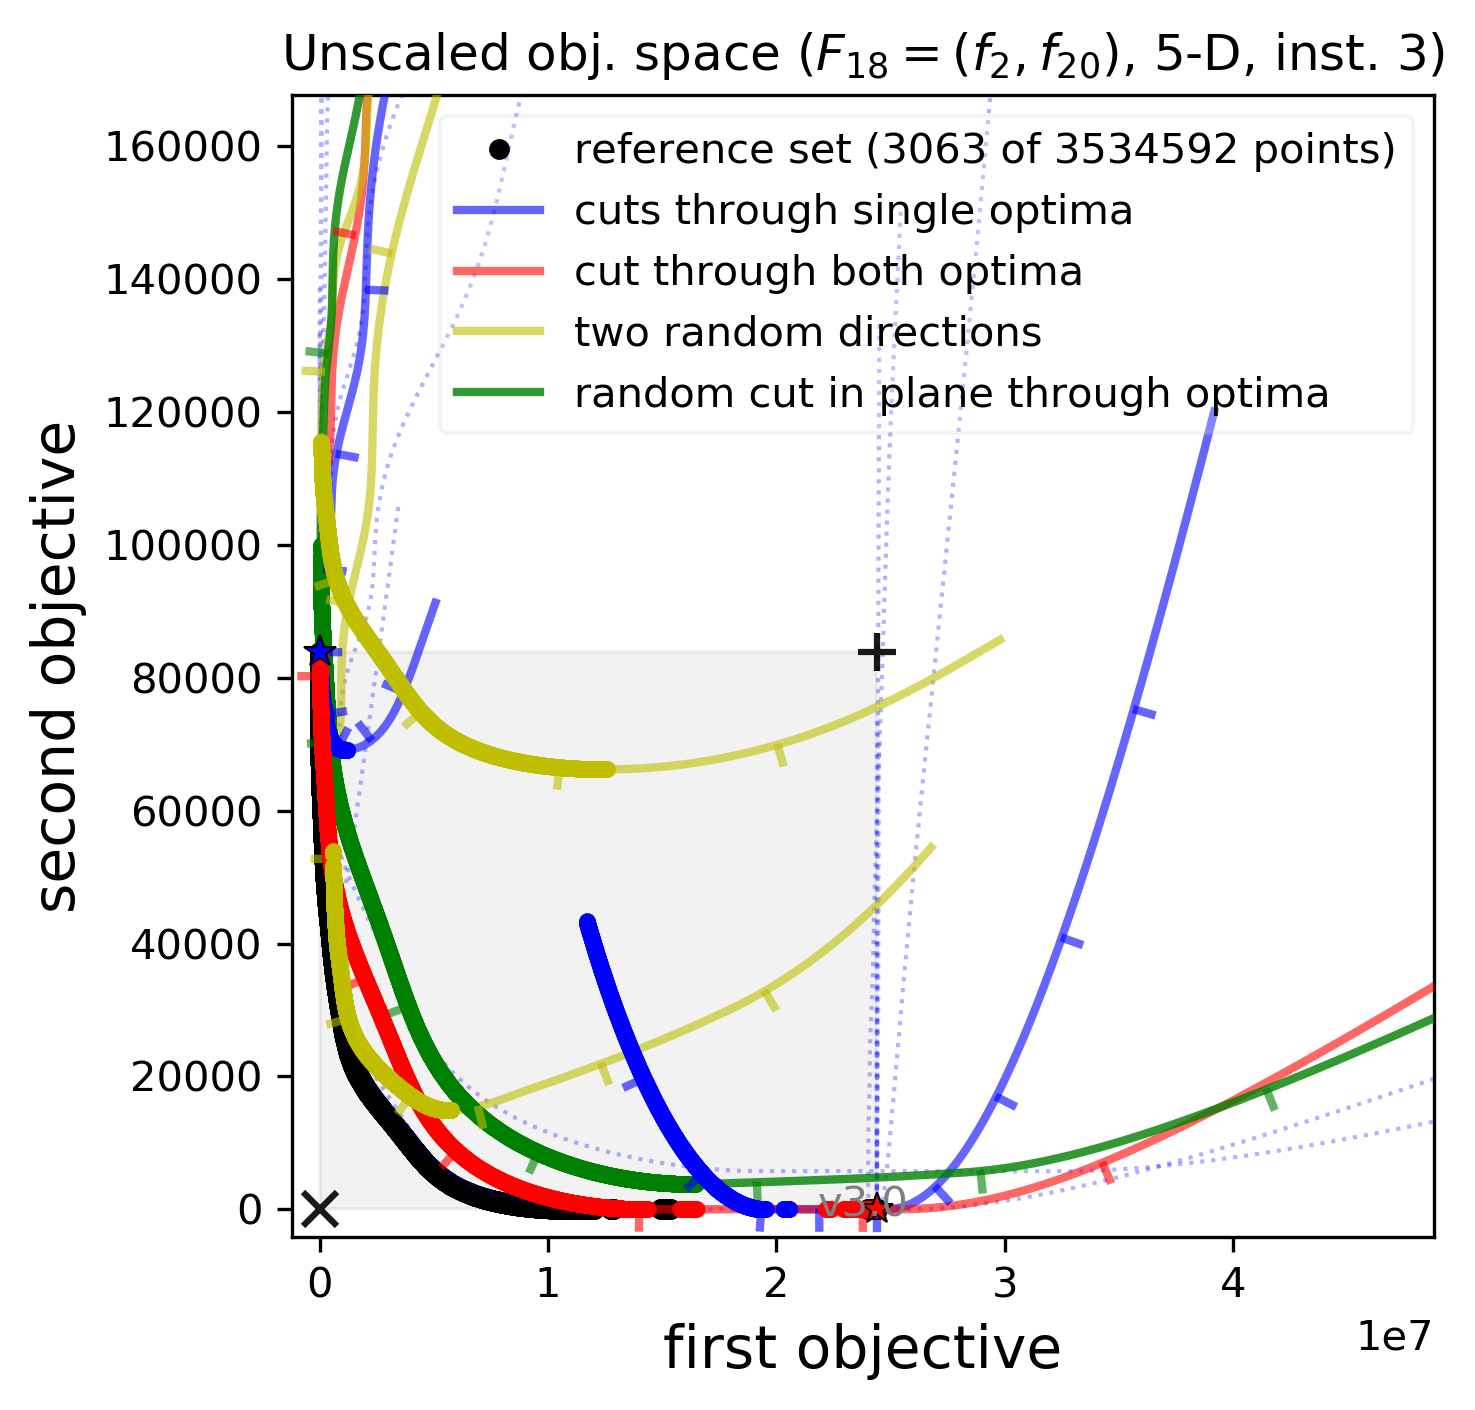 Unscaled obj. space (F18 = (f2, f20), 5-D, inst. 3)
reference set (3063 of 3534592 points)
cuts through single optima
cut through both optima
two random directions
random cut in plane through optima
160000
140000
120000
100000
80000
60000
40000
20000
0
second objective
v3.0
0 1 2 3 4
1e7
first objective